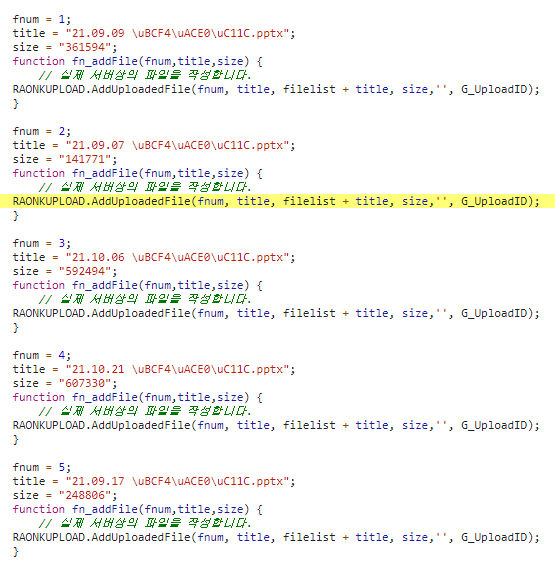 fnum = 1;
title = "21.09.09 \uBCF4\uACE0\uC11C.pptx";
size = "361594";
function fn_addFile(fnum,title,size) {
// 실제 서버상의 파일을 작성합니다.
RAONKUPLOAD.AddUploadedFile(fnum, title, filelist + title, size,'', G_UploadID);
}
fnum = 2;
title = "21.09.07 \uBCF4\uACE0\uC11C.pptx";
size = "141771";
function fn_addFile(fnum,title,size) {
// 실제 서버상의 파일을 작성합니다.
RAONKUPLOAD.AddUploadedFile(fnum, title, filelist + title, size,'', G_UploadID);
}
fnum = 3;
title = "21.10.06 \uBCF4\uACE0\uC11C.pptx";
size = "592494";
function fn_addFile(fnum,title,size) {
// 실제 서버상의 파일을 작성합니다.
RAONKUPLOAD.AddUploadedFile(fnum, title, filelist + title, size,'', G_UploadID);
}
fnum = 4;
title = "21.10.21 \uBCF4\uACE0\uC11C.pptx";
size = "607330";
function fn_addFile(fnum,title,size) {
// 실제 서버상의 파일을 작성합니다.
RAONKUPLOAD.AddUploadedFile(fnum, title, filelist + title, size,'', G_UploadID);
}
fnum = 5;
title = "21.09.17 \uBCF4\uACE0\uC11C.pptx";
size = "248806";
function fn_addFile(fnum,title,size) {
// 실제 서버상의 파일을 작성합니다.
RAONKUPLOAD.AddUploadedFile(fnum, title, filelist + title, size,'', G_UploadID);
}